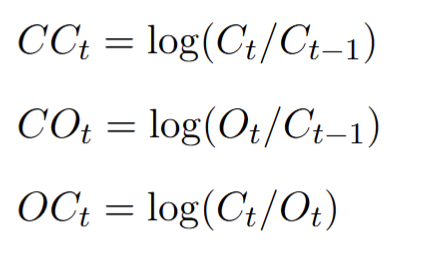 CC_t = log(C_t/C_{t−1})
CO_t = log(O_t/C_{t−1})
OC_t = log(C_t/O_t)